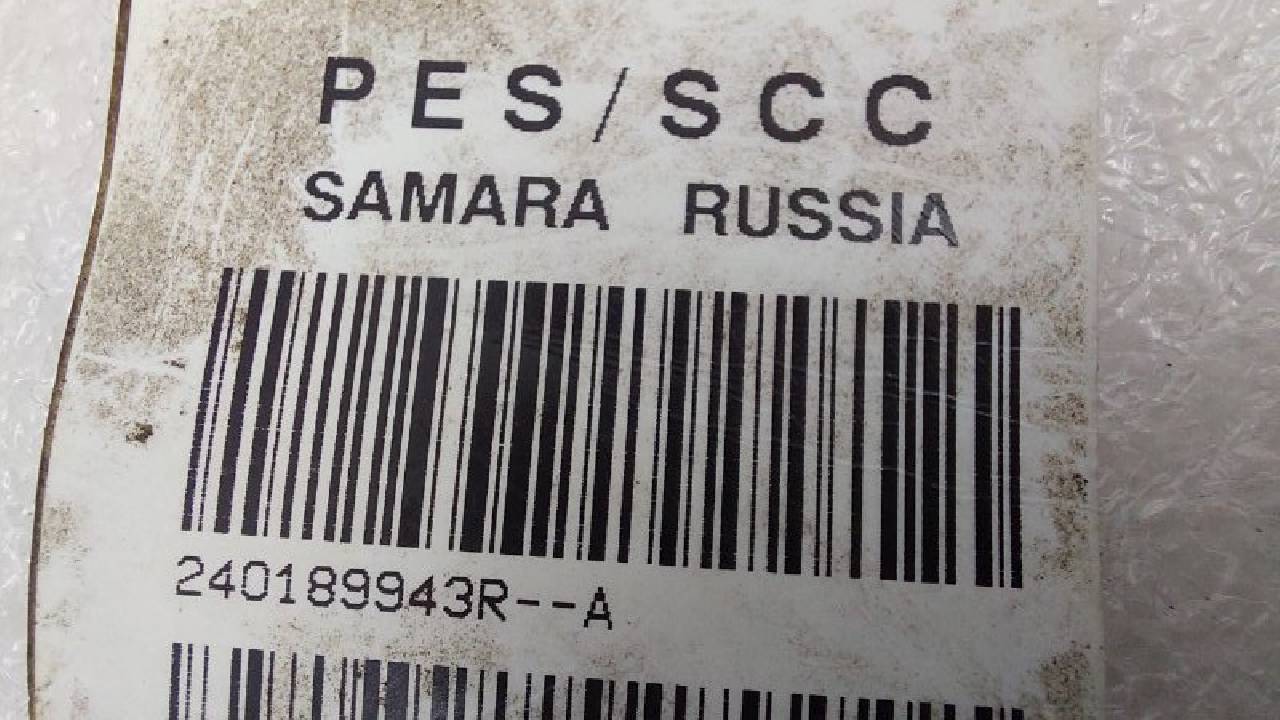 PES/SCC
SAMARA RUSSIA
240189943R--A